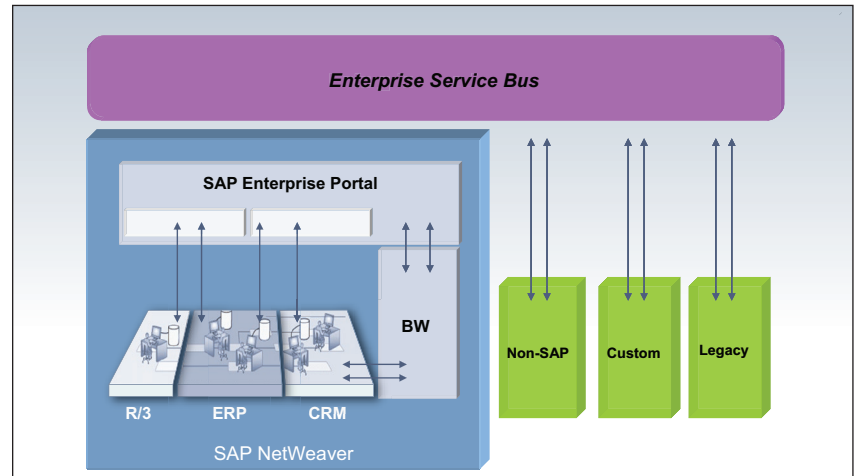 Enterprise Service Bus
SAP Enterprise Portal
BW
Non-SAP
Custom
Legacy
R/3
ERP
CRM
SAP NetWeaver